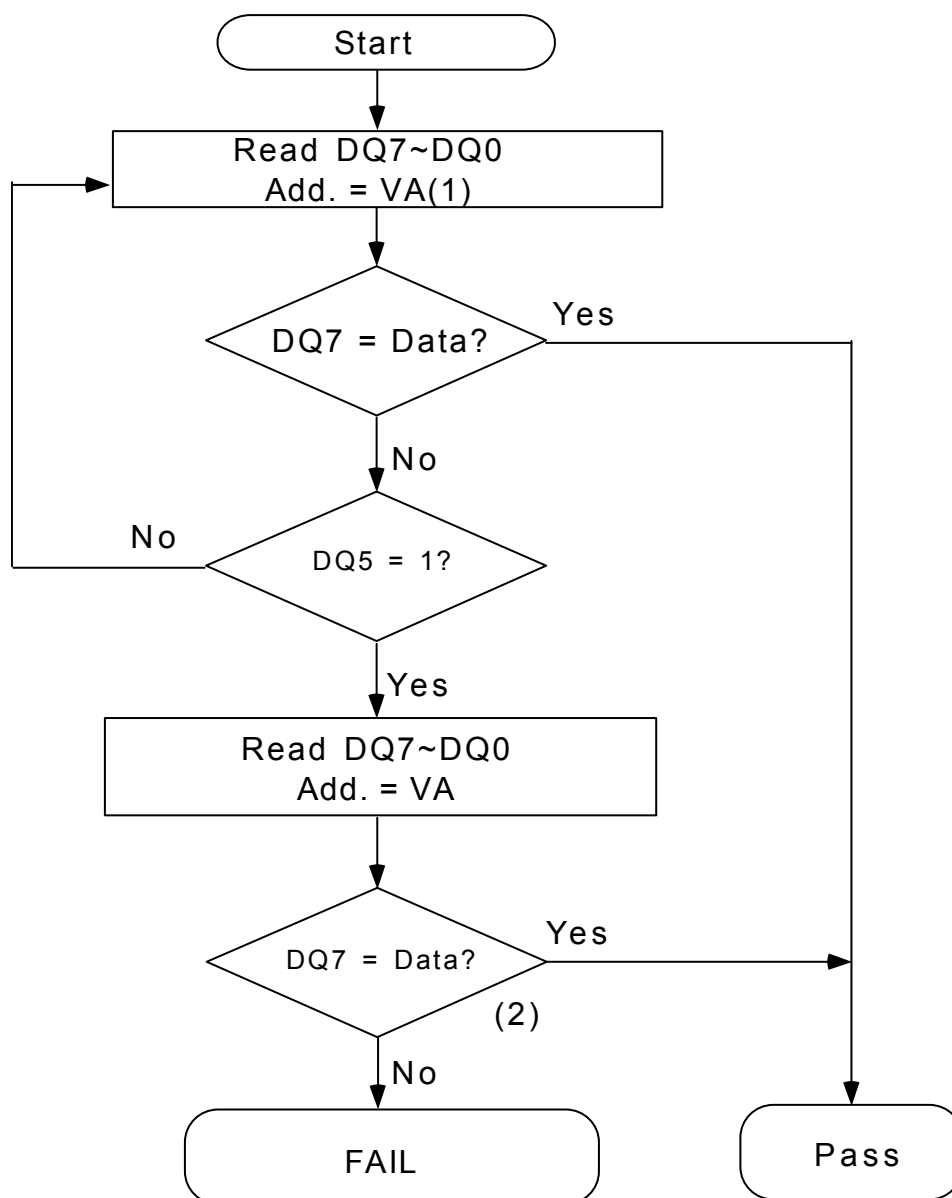 Start
Read DQ7~DQ0
Add. = VA(1)
DQ7 = Data?
Yes
No
No
DQ5 = 1?
Yes
Read DQ7~DQ0
Add. = VA
DQ7 = Data?
Yes
(2)
No
FAIL
Pass